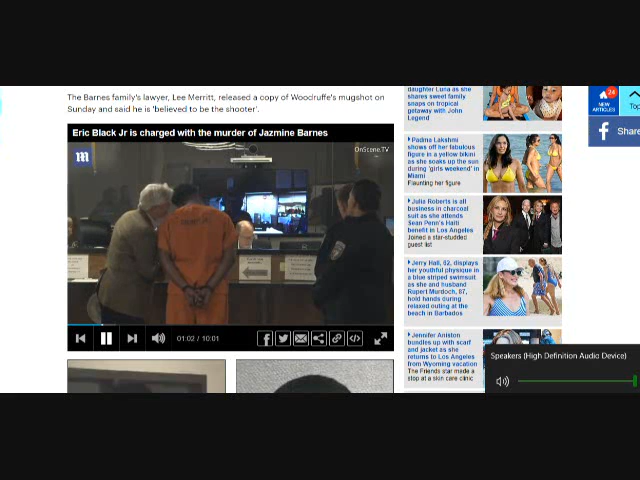 The Barnes family's lawyer, Lee Merritt, released a copy of Woodruffe's mugshot on
Sunday and said he is 'believed to be the shooter'.
Eric Black Jr is charged with the murder of Jazmine Barnes
m
OnScene.TV
01:02 / 10:01
daughter Luna as she
shares sweet family
snaps on tropical
getaway with John
Legend
Padma Lakshmi
shows off her fabulous
figure in a yellow bikini
as she soaks up the sun
during 'girls weekend' in
Miami
Flaunting her figure
Julia Roberts is all
business in charcoal
suit as she attends
Sean Penn's Haiti
benefit in Los Angeles
Joined a star-studded
guest list
Jerry Hall, 62, displays
her youthful physique in
a blue striped swimsuit
as she and husband
Rupert Murdoch, 87,
hold hands during
relaxed outing at the
beach in Barbados
Jennifer Aniston
bundles up with scarf
and jacket as she
returns to Los Angeles
from Wyoming vacation
The Friends star made a
stop at a skin care clinic
24
NEW
ARTICLES
Top
f Share
Speakers (High Definition Audio Device)